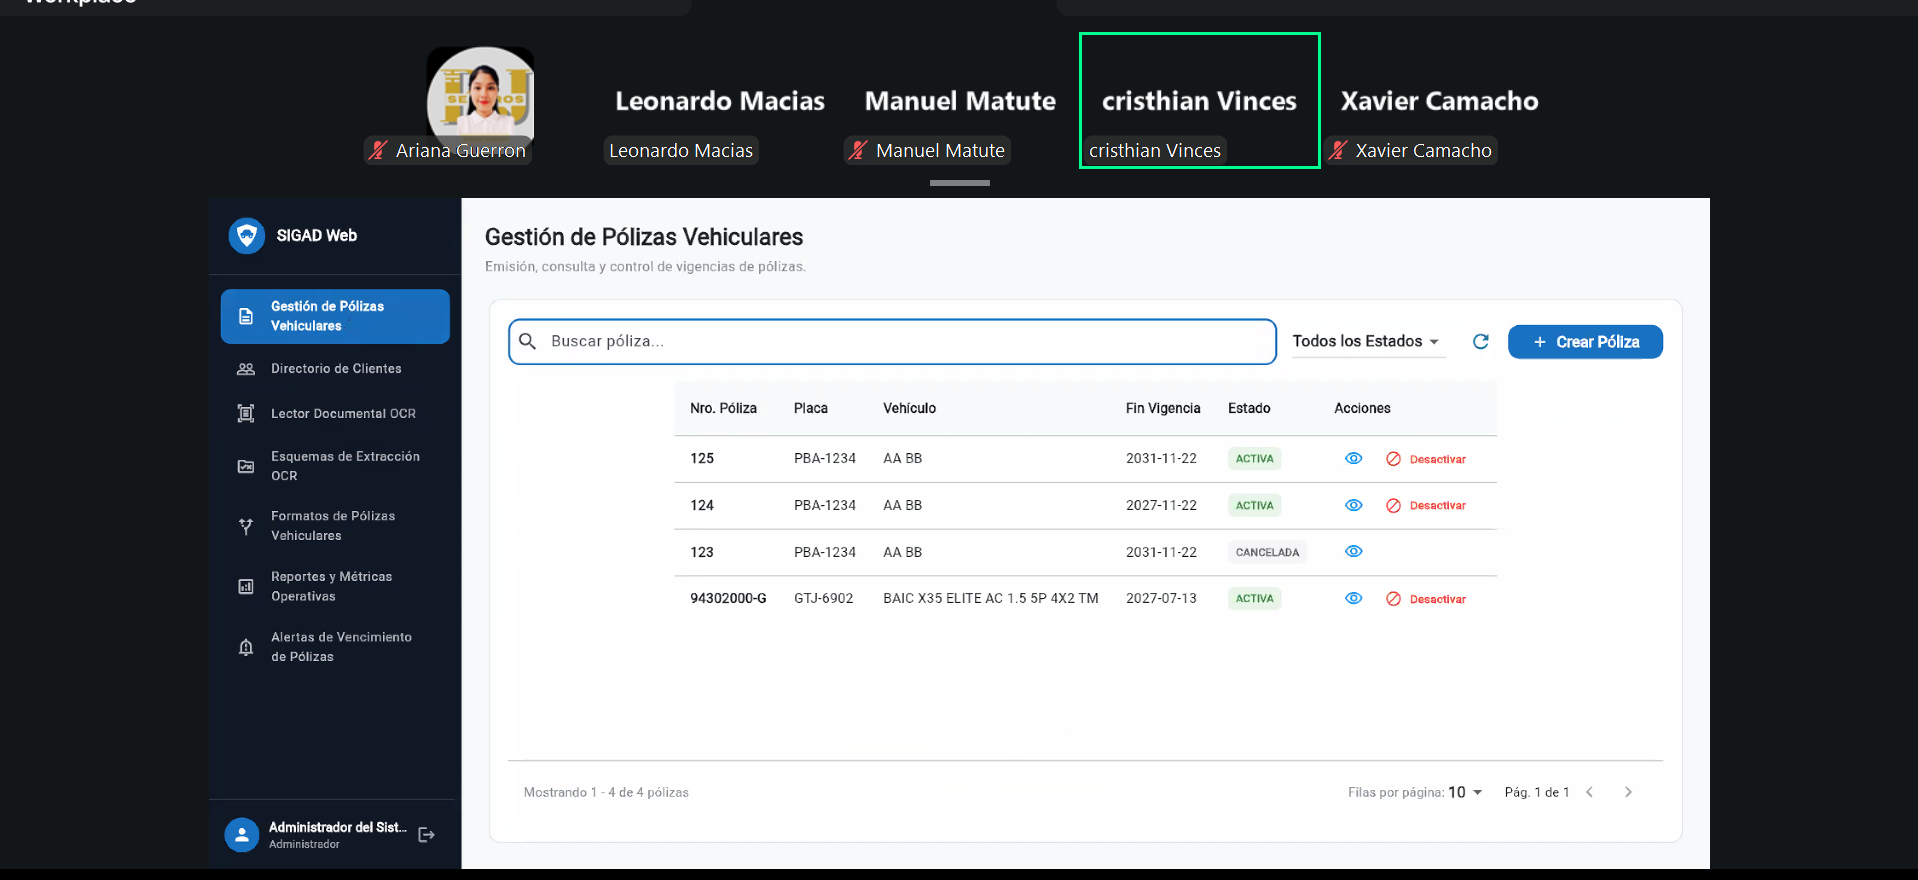 Leonardo Macias
Manuel Matute
cristhian Vinces
Xavier Camacho
Ariana Guerron
Leonardo Macias
Manuel Matute
cristhian Vinces
Xavier Camacho
SIGAD Web
Gestión de Pólizas
Vehiculares
Directorio de Clientes
Lector Documental OCR
Esquemas de Extracción
OCR
Formatos de Pólizas
Vehiculares
Reportes y Métricas
Operativas
Alertas de Vencimiento
de Pólizas
Administrador del Sist...
Administrador
Gestión de Pólizas Vehiculares
Emisión, consulta y control de vigencias de pólizas.
Buscar póliza...
Todos los Estados
+ Crear Póliza
Nro. Póliza Placa Vehículo Fin Vigencia Estado Acciones
125 PBA-1234 AA BB 2031-11-22 ACTIVA Desactivar
124 PBA-1234 AA BB 2027-11-22 ACTIVA Desactivar
123 PBA-1234 AA BB 2031-11-22 CANCELADA
94302000-G GTJ-6902 BAIC X35 ELITE AC 1.5 5P 4X2 TM 2027-07-13 ACTIVA Desactivar
Mostrando 1 - 4 de 4 pólizas
Filas por página: 10 Pág. 1 de 1